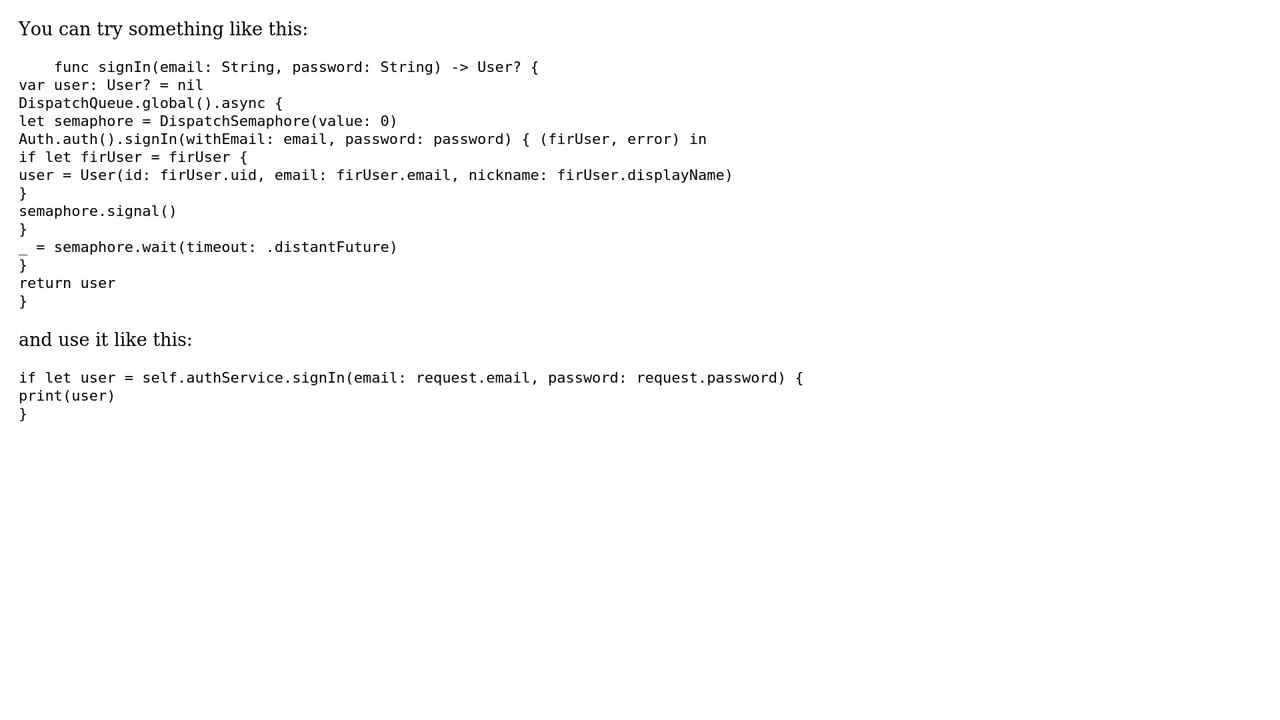 You can try something like this:
func signIn(email: String, password: String) -> User? {
var user: User? = nil
DispatchQueue.global().async {
let semaphore = DispatchSemaphore(value: 0)
Auth.auth().signIn(withEmail: email, password: password) { (firUser, error) in
if let firUser = firUser {
user = User(id: firUser.uid, email: firUser.email, nickname: firUser.displayName)
}
semaphore.signal()
}
_ = semaphore.wait(timeout: .distantFuture)
}
return user
}
and use it like this:
if let user = self.authService.signIn(email: request.email, password: request.password) {
print(user)
}